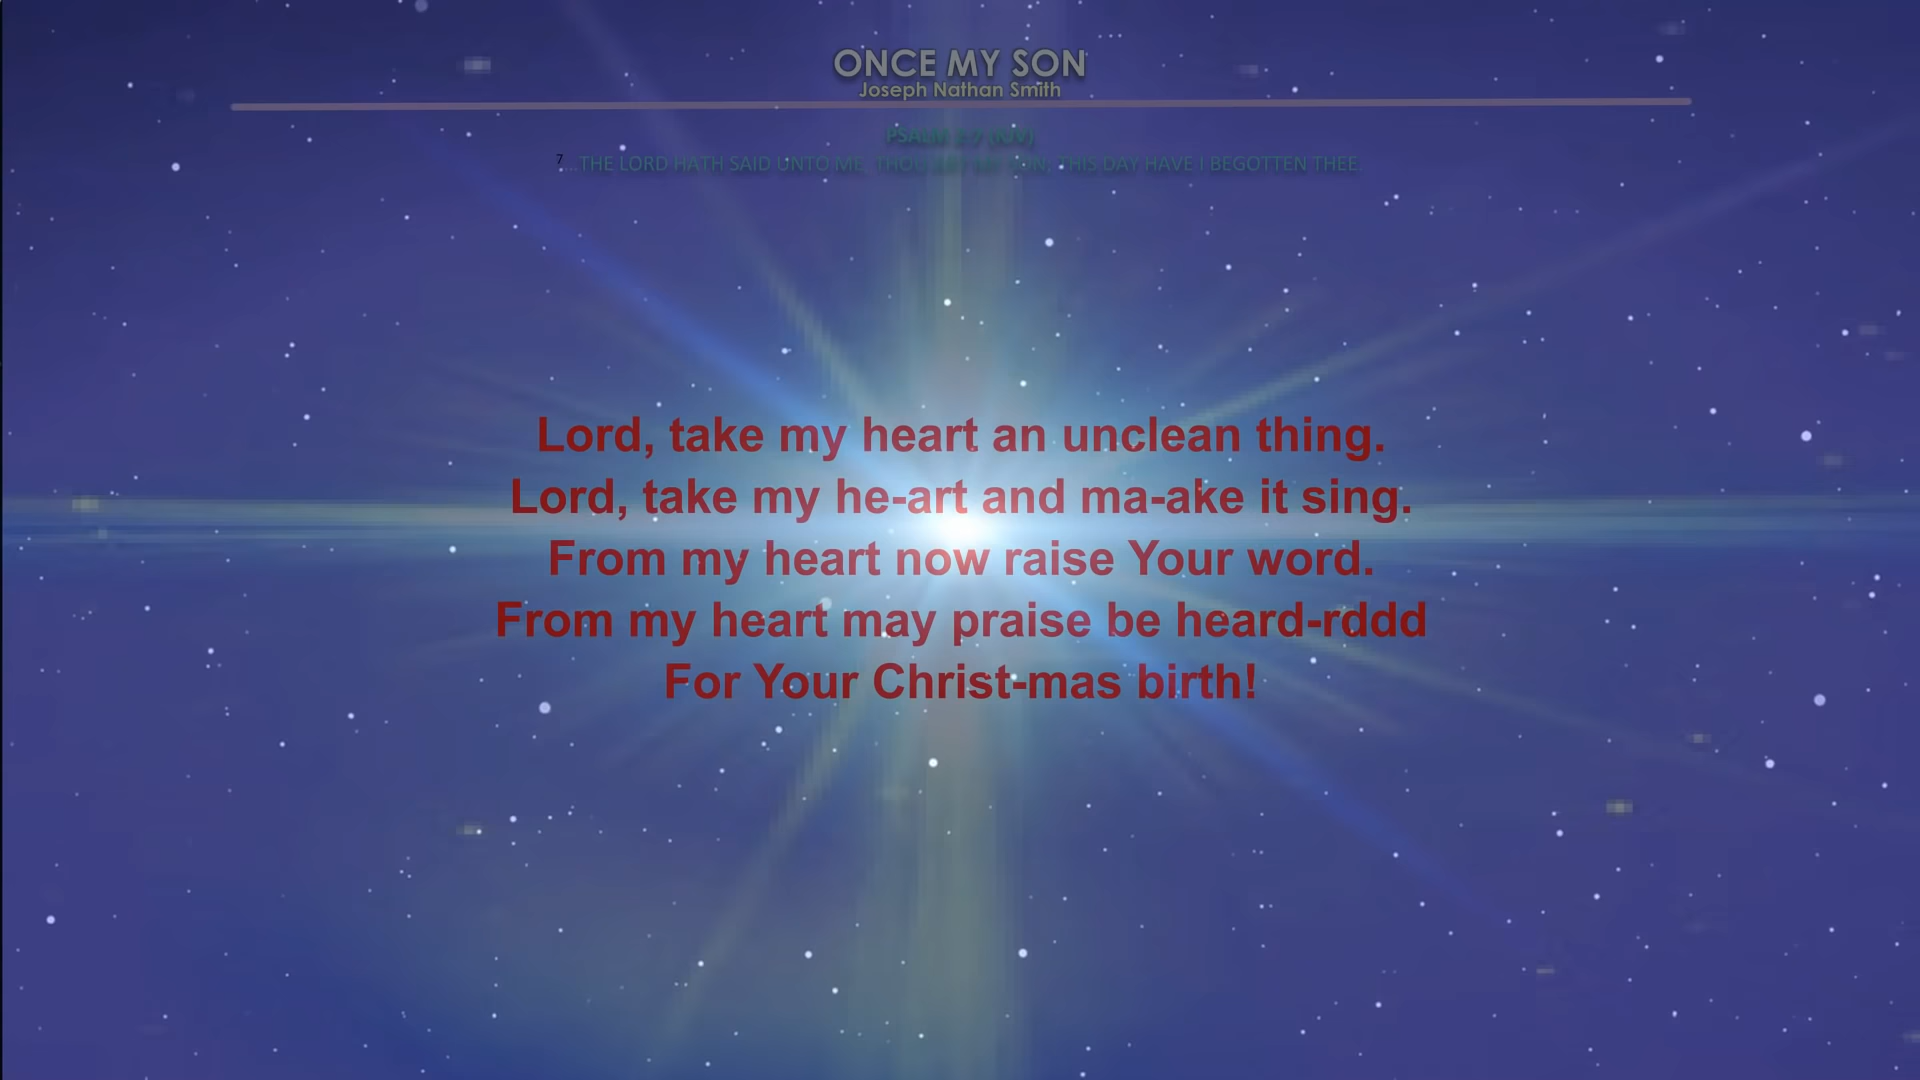 ONCE MY SON
Joseph Nathan Smith
PSALM 2:7 (KJV)
7...THE LORD HATH SAID UNTO ME, THOU ART MY SON; THIS DAY HAVE I BEGOTTEN THEE.
Lord, take my heart an unclean thing.
Lord, take my he-art and ma-ake it sing.
From my heart now raise Your word.
From my heart may praise be heard-rddd
For Your Christ-mas birth!